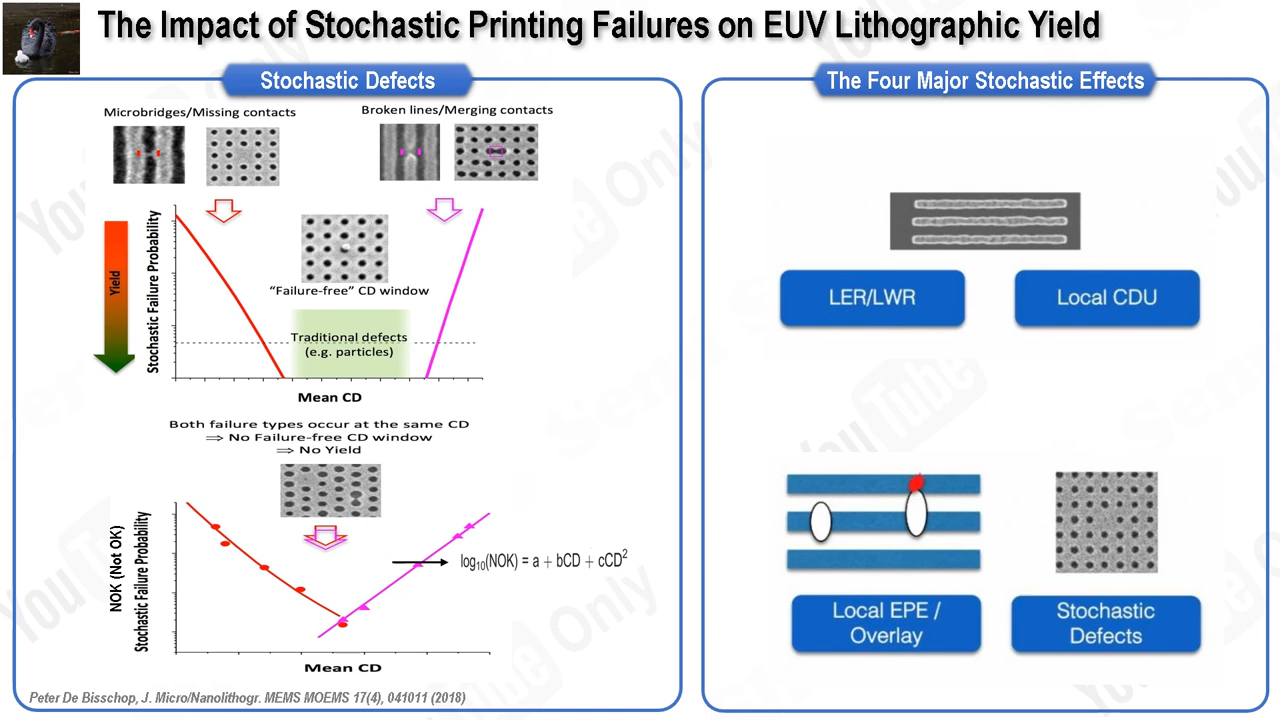 The Impact of Stochastic Printing Failures on EUV Lithographic Yield
Stochastic Defects
Microbridges/Missing contacts
Broken lines/Merging contacts
Yield
Stochastic Failure Probability
"Failure-free" CD window
Traditional defects
(e.g. particles)
Mean CD
Both failure types occur at the same CD
⇒ No Failure-free CD window
⇒ No Yield
NOK (Not OK)
Stochastic Failure Probability
log₁₀(NOK) = a + bCD + cCD²
Mean CD
Peter De Bisschop, J. Micro/Nanolithogr. MEMS MOEMS 17(4), 041011 (2018)
The Four Major Stochastic Effects
LER/LWR
Local CDU
Local EPE /
Overlay
Stochastic
Defects
YouTube
Only